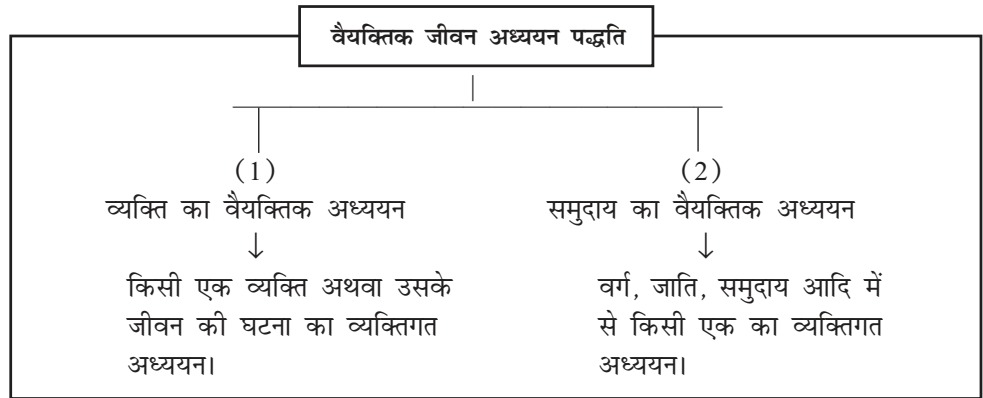 वैयक्तिक जीवन अध्ययन पद्धति
(1)
व्यक्ति का वैयक्तिक अध्ययन
↓
किसी एक व्यक्ति अथवा उसके
जीवन की घटना का व्यक्तिगत
अध्ययन।
(2)
समुदाय का वैयक्तिक अध्ययन
↓
वर्ग, जाति, समुदाय आदि में
से किसी एक का व्यक्तिगत
अध्ययन।